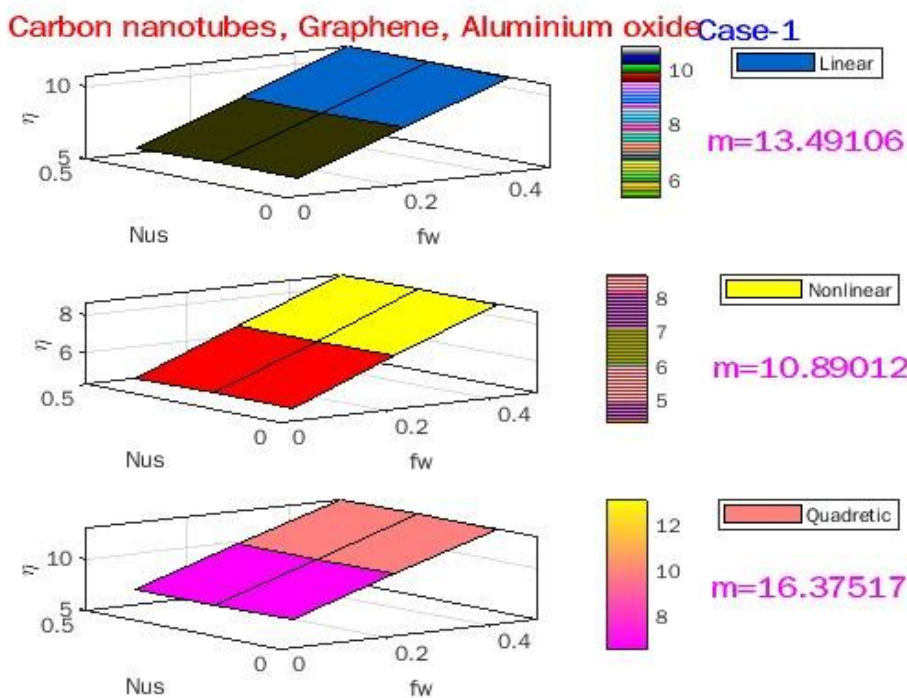 Carbon nanotubes, Graphene, Aluminium oxide Case-1
10
5
η
0.5
0
Nus
0
0.2
0.4
fw
10
8
6
Linear
m=13.49106
8
6
η
0.5
0
Nus
0
0.2
0.4
fw
8
7
6
5
Nonlinear
m=10.89012
10
5
η
0.5
0
Nus
0
0.2
0.4
fw
12
10
8
Quadretic
m=16.37517